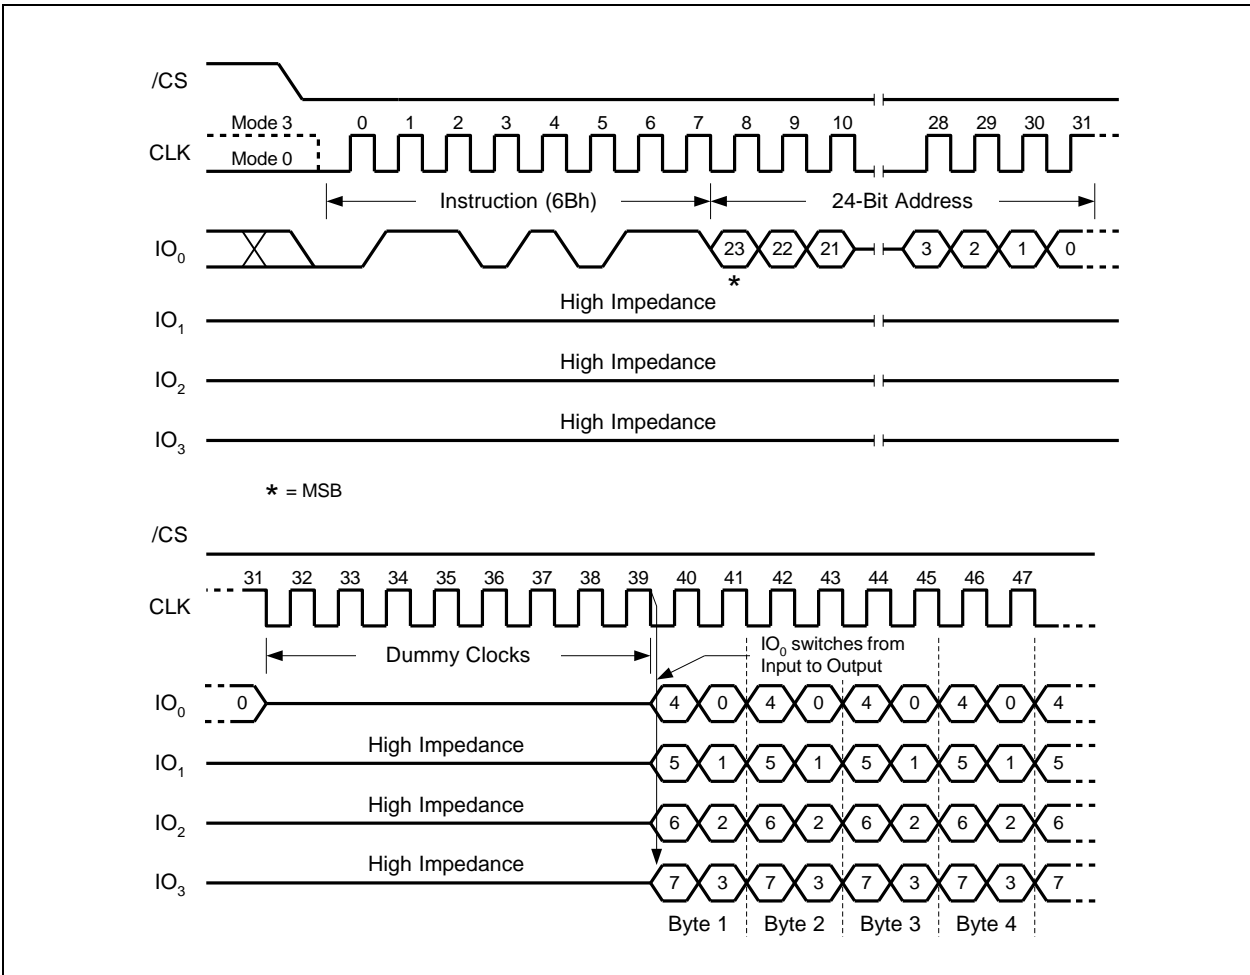 /CS
Mode 3 0 1 2 3 4 5 6 7 8 9 10 28 29 30 31
CLK
Mode 0
Instruction (6Bh) 24-Bit Address
IO0 23 22 21 3 2 1 0
*
High Impedance
IO1
High Impedance
IO2
High Impedance
IO3
* = MSB
/CS
31 32 33 34 35 36 37 38 39 40 41 42 43 44 45 46 47
CLK
IO0 switches from
Dummy Clocks Input to Output
IO0 0 4 0 4 0 4 0 4 0 4
High Impedance
IO1 5 1 5 1 5 1 5 1 5
High Impedance
IO2 6 2 6 2 6 2 6 2 6
High Impedance
IO3 7 3 7 3 7 3 7 3 7
Byte 1 Byte 2 Byte 3 Byte 4